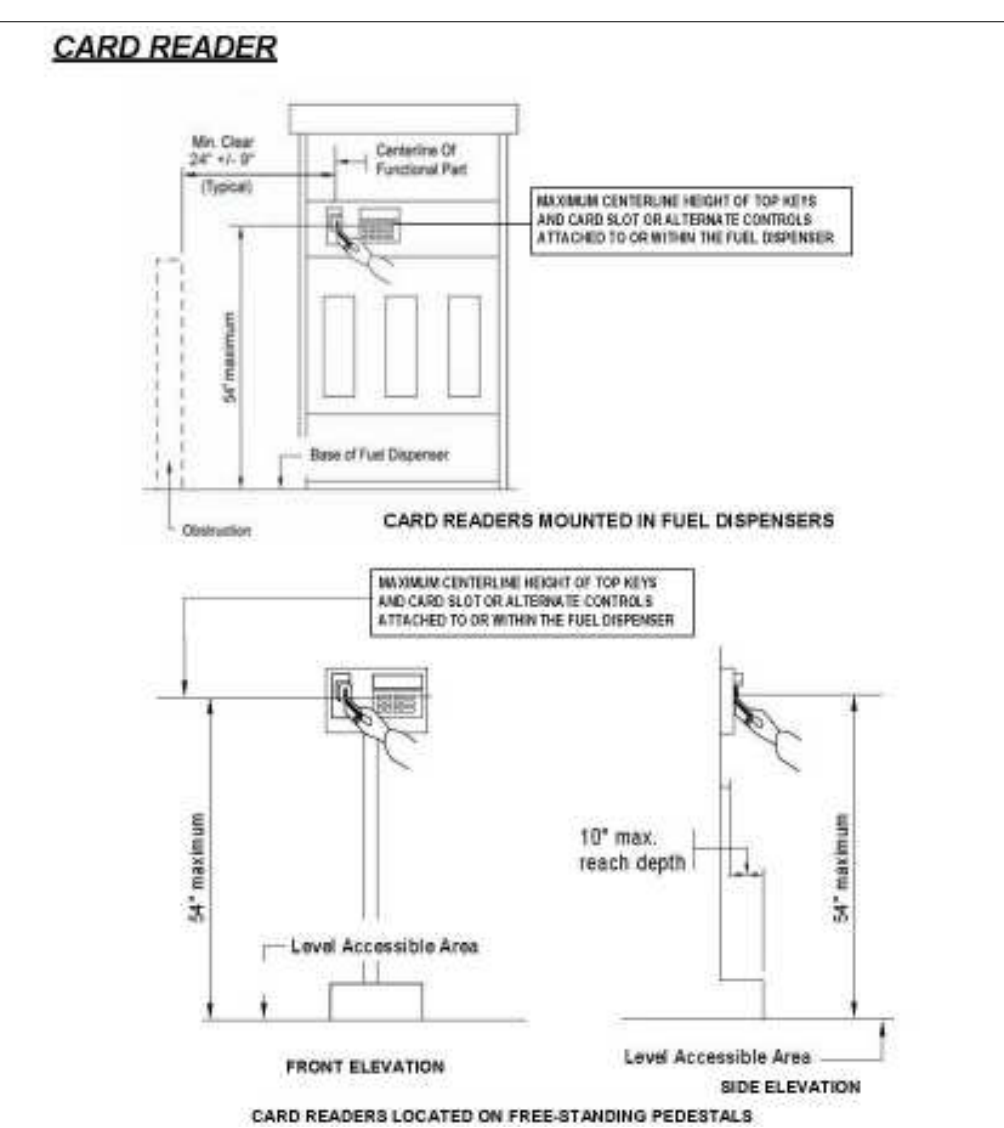 CARD READER
Min. Clear
24" +/- 9"
(Typical)
Centerline Of
Functional Part
MAXIMUM CENTERLINE HEIGHT OF TOP KEYS
AND CARD SLOT OR ALTERNATE CONTROLS
ATTACHED TO OR WITHIN THE FUEL DISPENSER
54" maximum
Base of Fuel Dispenser
Obstruction
CARD READERS MOUNTED IN FUEL DISPENSERS
MAXIMUM CENTERLINE HEIGHT OF TOP KEYS
AND CARD SLOT OR ALTERNATE CONTROLS
ATTACHED TO OR WITHIN THE FUEL DISPENSER
54" maximum
10" max.
reach depth
54" maximum
Level Accessible Area
Level Accessible Area
FRONT ELEVATION
SIDE ELEVATION
CARD READERS LOCATED ON FREE-STANDING PEDESTALS